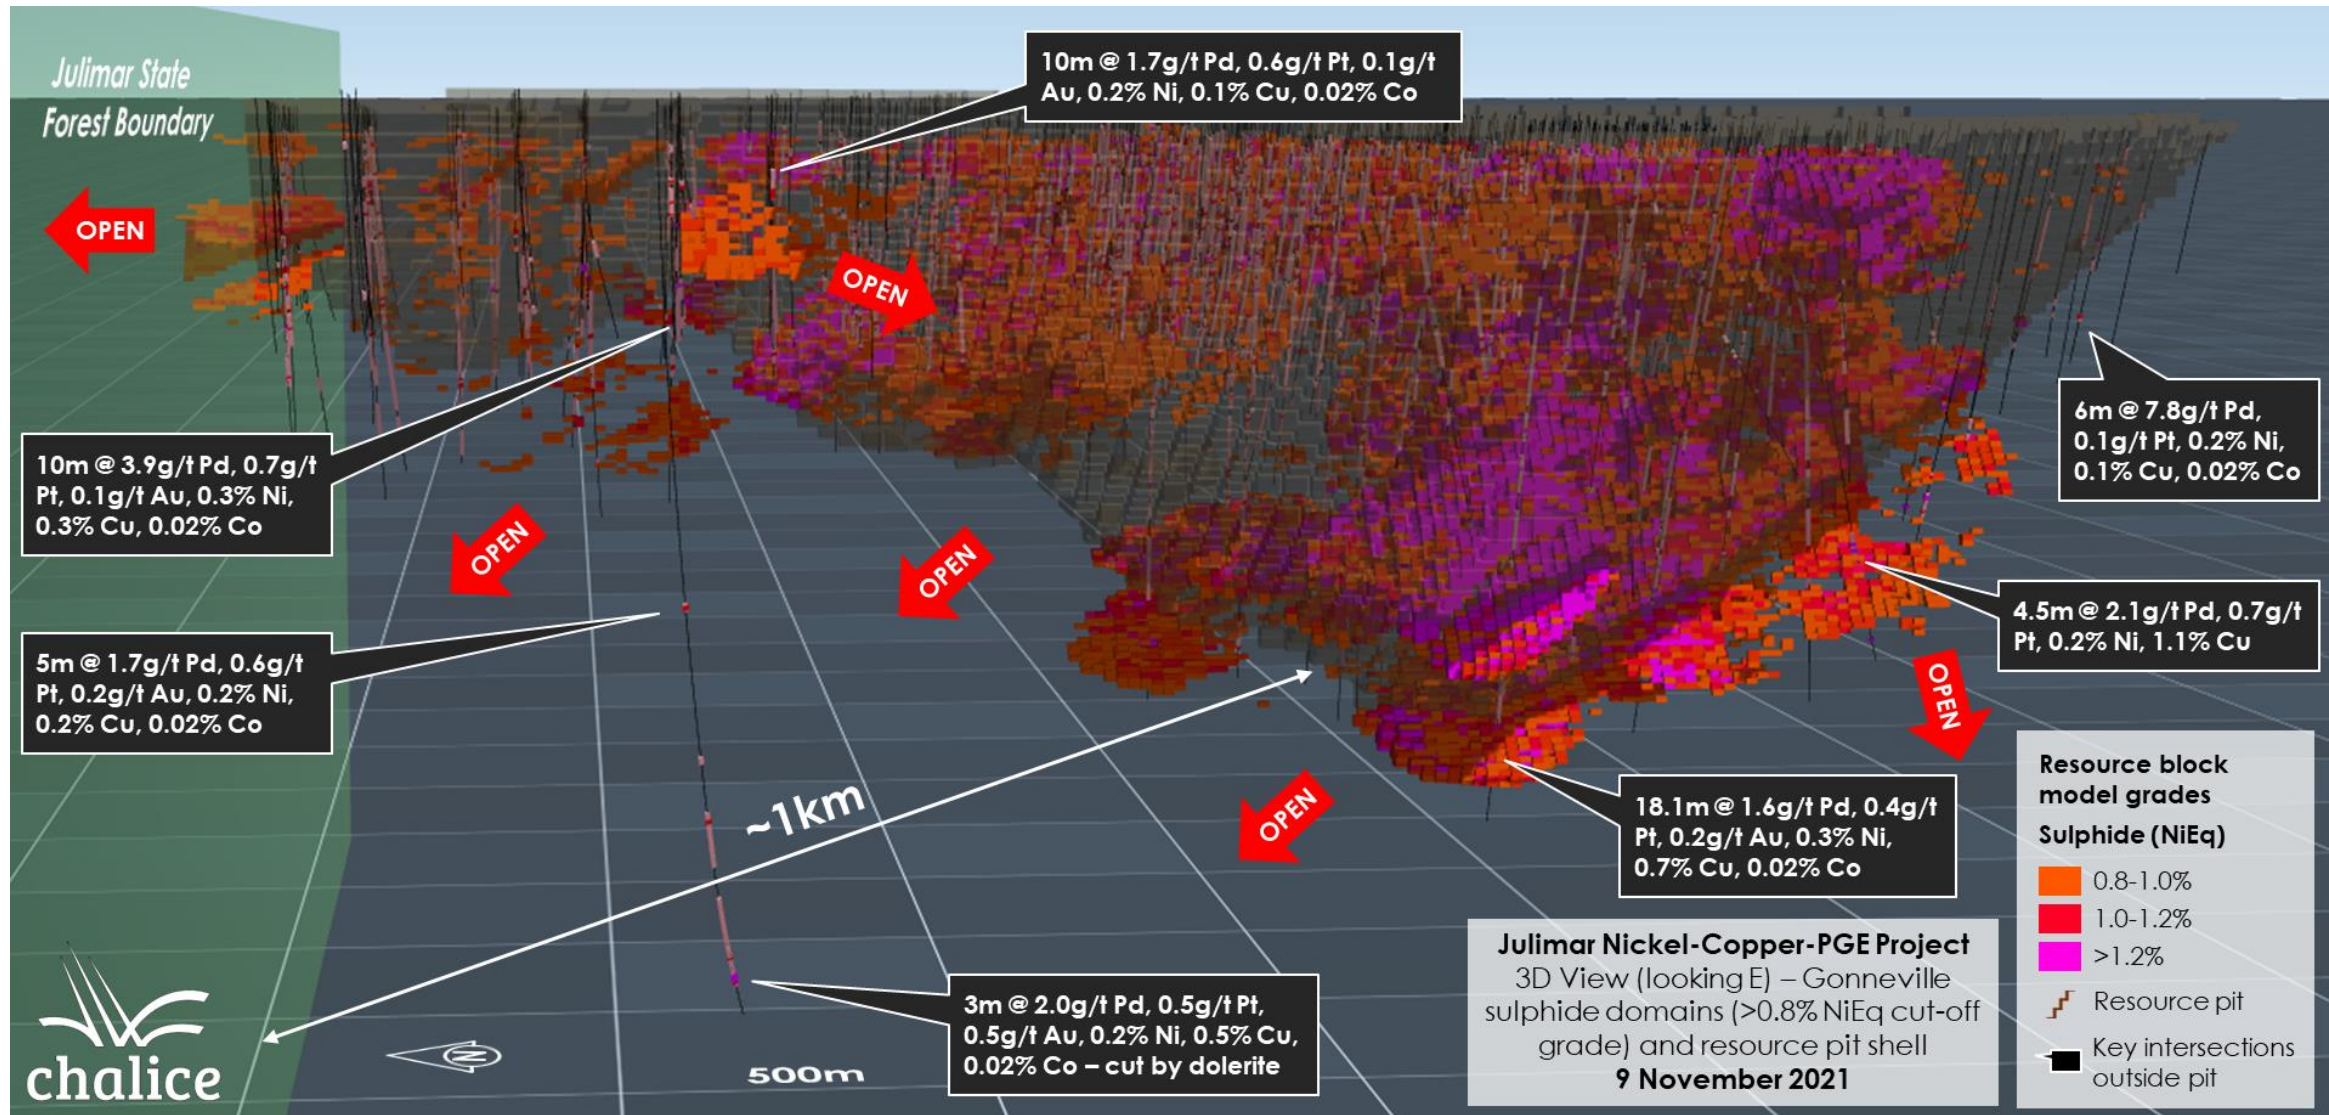 Julimar State
Forest Boundary
10m @ 1.7g/t Pd, 0.6g/t Pt, 0.1g/t
Au, 0.2% Ni, 0.1% Cu, 0.02% Co
OPEN
OPEN
6m @ 7.8g/t Pd,
0.1g/t Pt, 0.2% Ni,
0.1% Cu, 0.02% Co
10m @ 3.9g/t Pd, 0.7g/t
Pt, 0.1g/t Au, 0.3% Ni,
0.3% Cu, 0.02% Co
OPEN
OPEN
4.5m @ 2.1g/t Pd, 0.7g/t
Pt, 0.2% Ni, 1.1% Cu
5m @ 1.7g/t Pd, 0.6g/t
Pt, 0.2g/t Au, 0.2% Ni,
0.2% Cu, 0.02% Co
OPEN
~1km
OPEN
18.1m @ 1.6g/t Pd, 0.4g/t
Pt, 0.2g/t Au, 0.3% Ni,
0.7% Cu, 0.02% Co
Resource block
model grades
Sulphide (NiEq)
0.8-1.0%
1.0-1.2%
>1.2%
Resource pit
Key intersections
outside pit
3m @ 2.0g/t Pd, 0.5g/t Pt,
0.5g/t Au, 0.2% Ni, 0.5% Cu,
0.02% Co – cut by dolerite
Julimar Nickel-Copper-PGE Project
3D View (looking E) – Gonneville
sulphide domains (>0.8% NiEq cut-off
grade) and resource pit shell
9 November 2021
N
500m
chalice